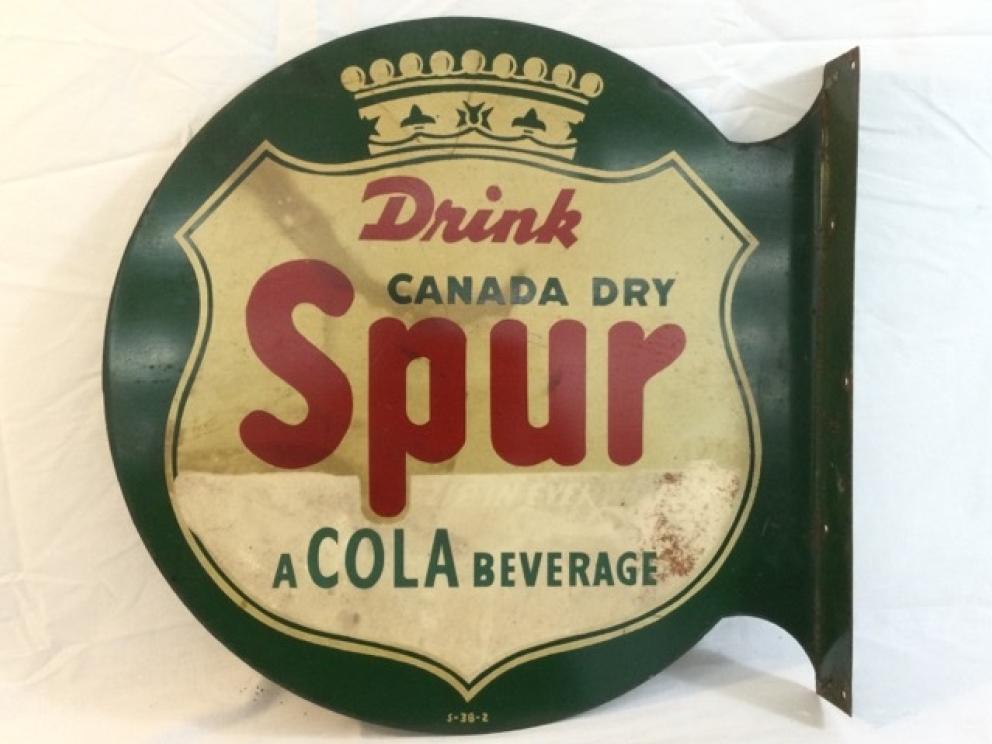 Drink
CANADA DRY
Spur
A COLA BEVERAGE
S-36-2